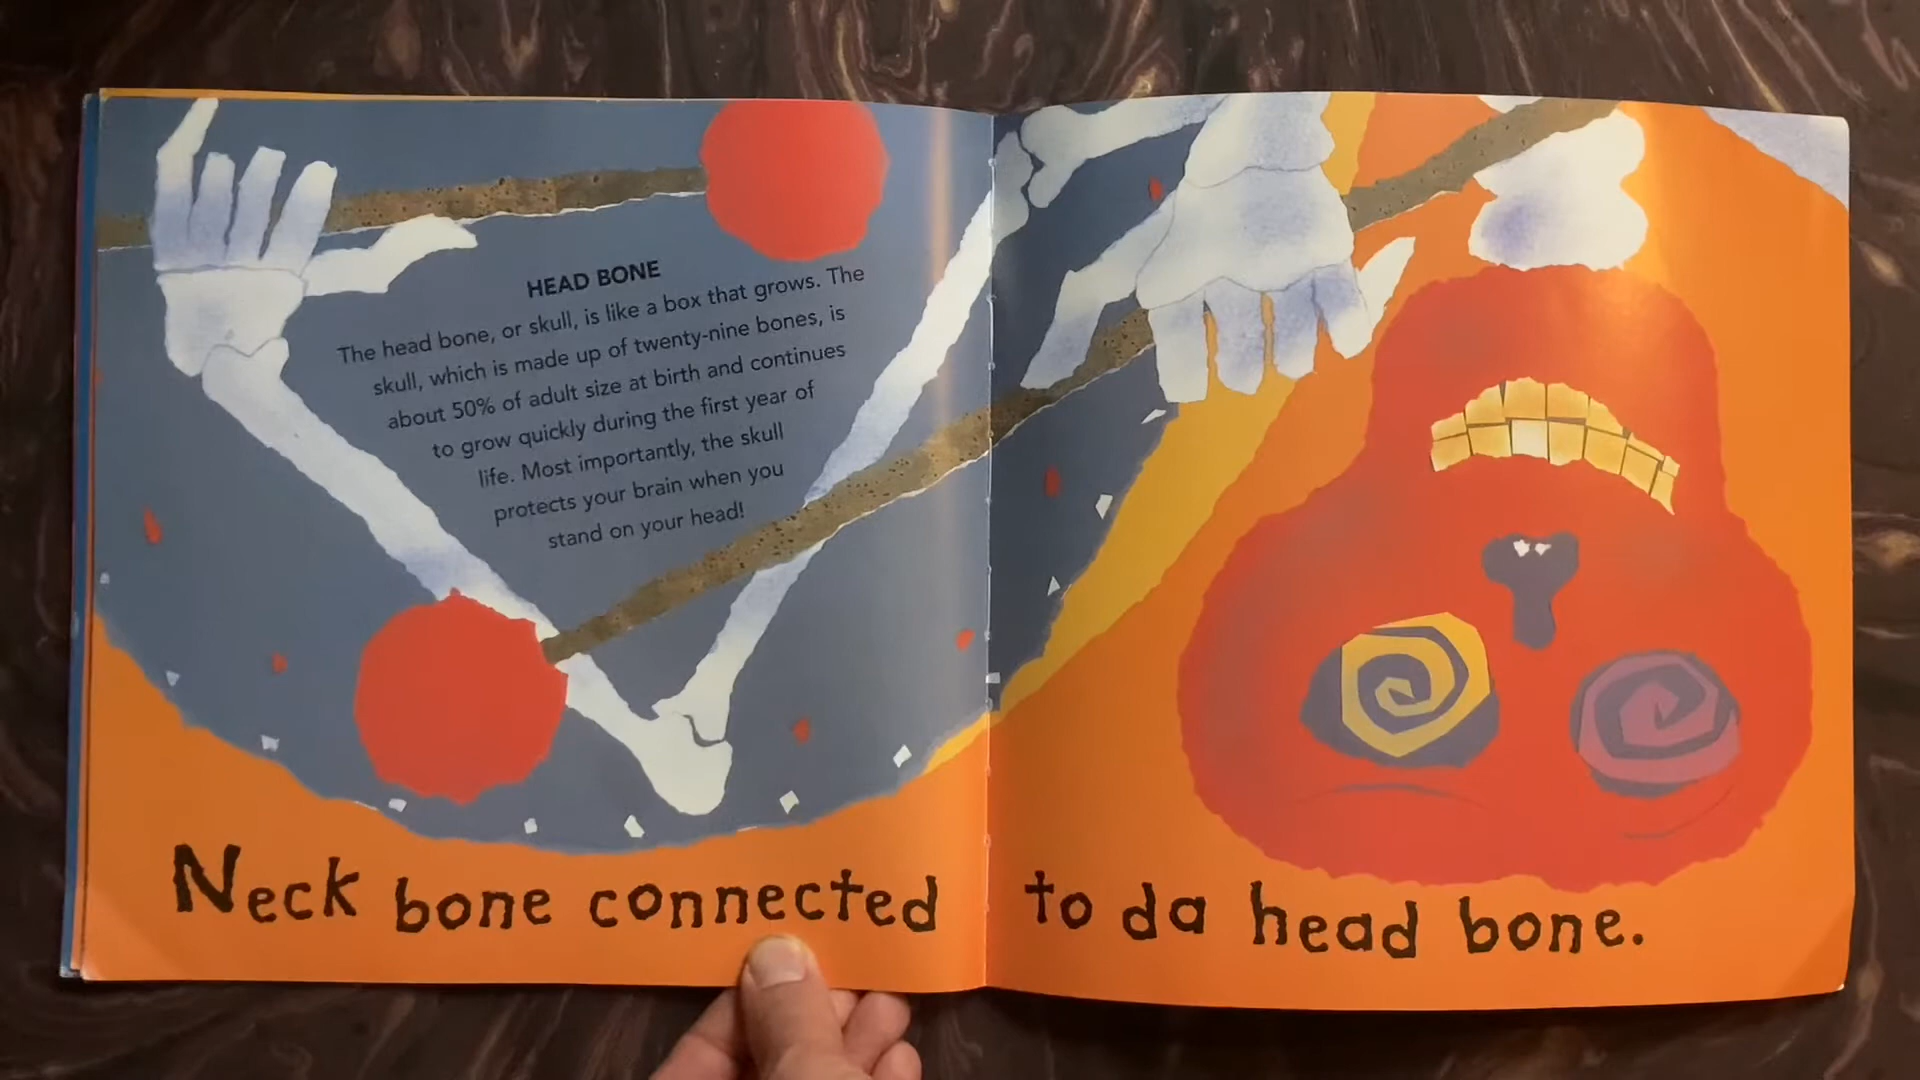 HEAD BONE
The head bone, or skull, is like a box that grows. The
skull, which is made up of twenty-nine bones, is
about 50% of adult size at birth and continues
to grow quickly during the first year of
life. Most importantly, the skull
protects your brain when you
stand on your head!
Neck bone connected to da head bone.